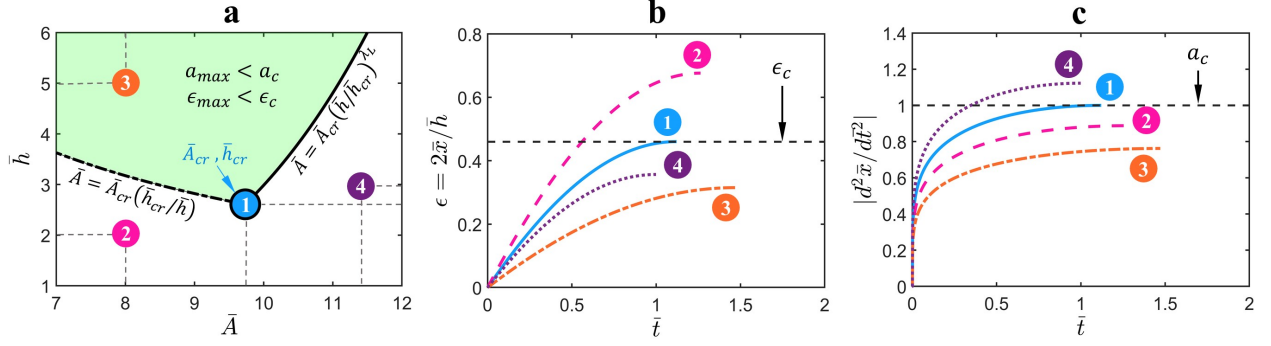 a
6
5
4
3
2
1
h̄
7
8
9
10
11
12
Ā
a_max < a_c
ϵ_max < ϵ_c
Ā_cr , h̄_cr
Ā = Ā_cr(h̄_cr/h̄)
Ā = Ā_cr(h̄/h̄_cr)^λ_L
3
1
4
2
b
0.8
0.6
0.4
0.2
0
ϵ = 2x̄/h̄
0
0.5
1
1.5
2
t̄
2
1
4
3
ϵ_c
c
1.4
1.2
1
0.8
0.6
0.4
0.2
0
|d²x̄/dt̄²|
0
0.5
1
1.5
2
t̄
4
1
2
3
a_c